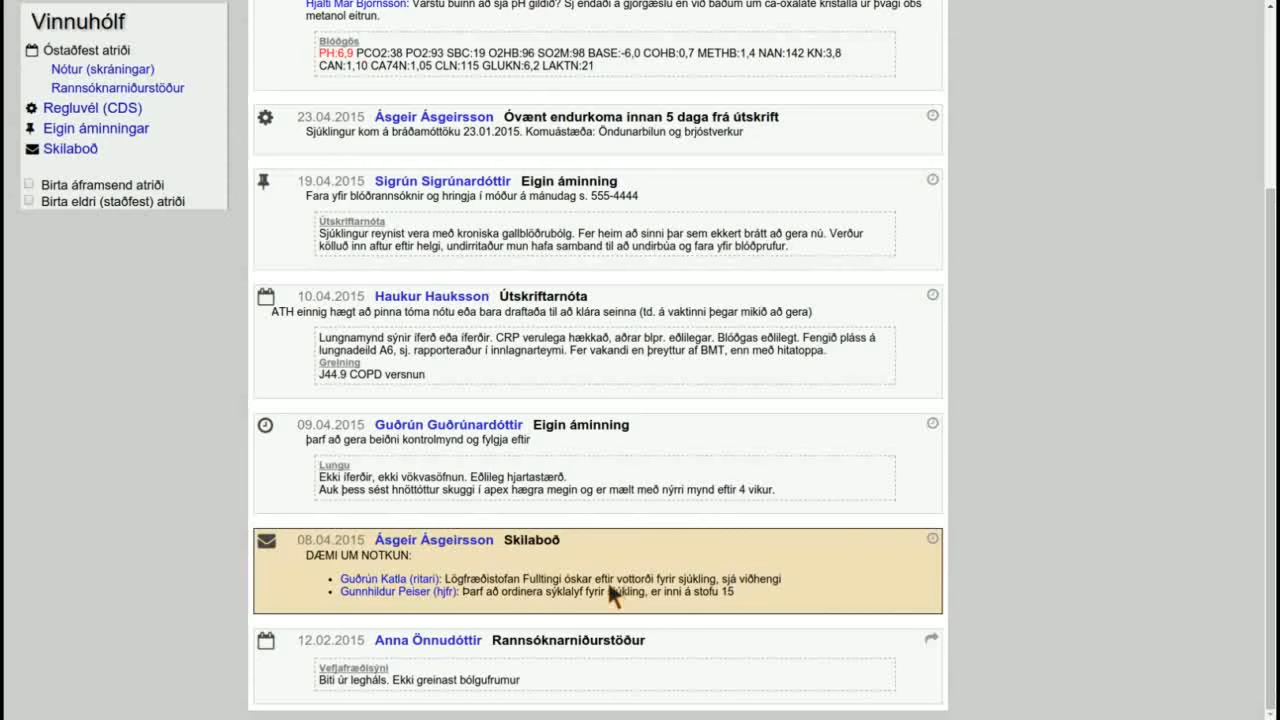 Vinnuhólf
Óstaðfest atriði
Nótur (skráningar)
Rannsóknarniðurstöður
Regluvél (CDS)
Eigin áminningar
Skilaboð
Birta áframsend atriði
Birta eldri (staðfest) atriði
Hjalti Már Björnsson: Varstu búinn að sjá pH gildið? Sj endaði á gjörgæslu en við báðum um ca-oxalate kristalla úr þvagi obs
metanol eitrun.
Blóðgös
PH:6,9 PCO2:38 PO2:93 SBC:19 O2HB:96 SO2M:98 BASE:-6,0 COHB:0,7 METHB:1,4 NAN:142 KN:3,8
CAN:1,10 CA74N:1,05 CLN:115 GLUKN:6,2 LAKTN:21
23.04.2015 Ásgeir Ásgeirsson Óvænt endurkoma innan 5 daga frá útskrift
Sjúklingur kom á bráðamóttöku 23.01.2015. Komuástæða: Öndunarbilun og brjóstverkur
19.04.2015 Sigrún Sigrúnardóttir Eigin áminning
Fara yfir blóðrannsóknir og hringja í móður á mánudag s. 555-4444
Útskriftarnóta
Sjúklingur reynist vera með kroniska gallblöðrubólg. Fer heim að sinni þar sem ekkert brátt að gera nú. Verður
kölluð inn aftur eftir helgi, undirritaður mun hafa samband til að undirbúa og fara yfir blóðprufur.
10.04.2015 Haukur Hauksson Útskriftarnóta
ATH einnig hægt að pinna tóma nótu eða bara draftaða til að klára seinna (td. á vaktinni þegar mikið að gera)
Lungnamynd sýnir íferð eða íferðir. CRP verulega hækkað, aðrar blpr. eðlilegar. Blóðgas eðlilegt. Fengið pláss á
lungnadeild A6, sj. rapporteraður í innlagnarteymi. Fer vakandi en þreyttur af BMT, enn með hitatoppa.
Greining
J44.9 COPD versnun
09.04.2015 Guðrún Guðrúnardóttir Eigin áminning
þarf að gera beiðni kontrolmynd og fylgja eftir
Lungu
Ekki íferðir, ekki vökvasöfnun. Eðlileg hjartastærð.
Auk þess sést hnöttóttur skuggi í apex hægra megin og er mælt með nýrri mynd eftir 4 vikur.
08.04.2015 Ásgeir Ásgeirsson Skilaboð
DÆMI UM NOTKUN:
• Guðrún Katla (ritari): Lögfræðistofan Fulltingi óskar eftir vottorði fyrir sjúkling, sjá viðhengi
• Gunnhildur Peiser (hjfr): Þarf að ordinera sýklalyf fyrir sjúkling, er inni á stofu 15
12.02.2015 Anna Önnudóttir Rannsóknarniðurstöður
Vefjafræðisýni
Biti úr legháls. Ekki greinast bólgufrumur